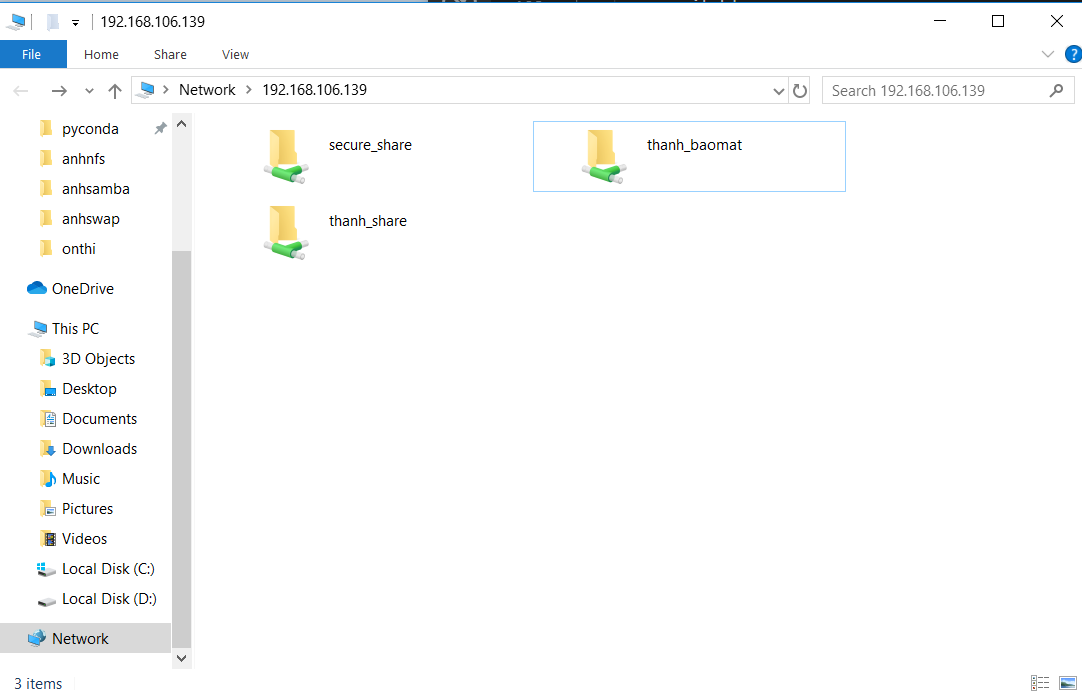 192.168.106.139
File Home Share View
Network 192.168.106.139
Search 192.168.106.139
pyconda
anhnfs
anhsamba
anhswap
onthi
OneDrive
This PC
3D Objects
Desktop
Documents
Downloads
Music
Pictures
Videos
Local Disk (C:)
Local Disk (D:)
Network
secure_share
thanh_baomat
thanh_share
3 items